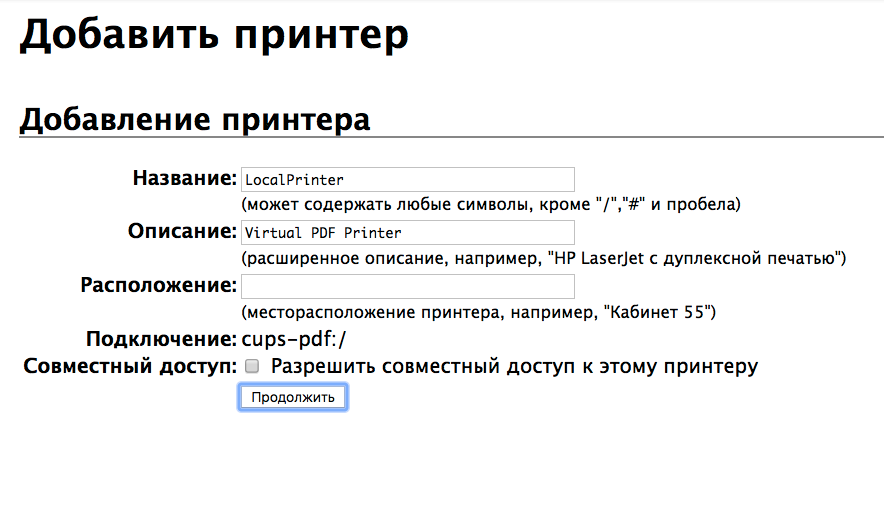 Добавить принтер
Добавление принтера
Название: LocalPrinter
(может содержать любые символы, кроме "/","#" и пробела)
Описание: Virtual PDF Printer
(расширенное описание, например, "HP LaserJet с дуплексной печатью")
Расположение:
(месторасположение принтера, например, "Кабинет 55")
Подключение: cups-pdf:/
Совместный доступ: Разрешить совместный доступ к этому принтеру
Продолжить